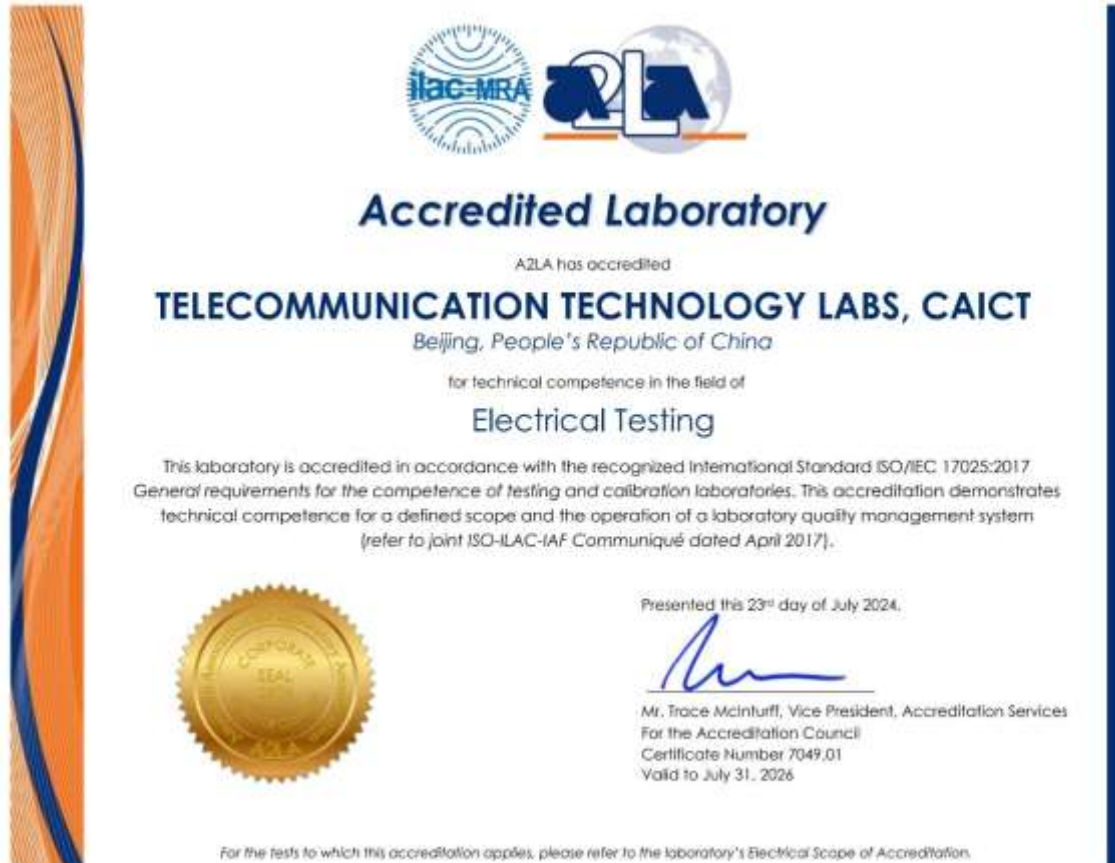 ilac-MRA
A2LA
Accredited Laboratory
A2LA has accredited
TELECOMMUNICATION TECHNOLOGY LABS, CAICT
Beijing, People's Republic of China
for technical competence in the field of
Electrical Testing
This laboratory is accredited in accordance with the recognized International Standard ISO/IEC 17025:2017
General requirements for the competence of testing and calibration laboratories. This accreditation demonstrates
technical competence for a defined scope and the operation of a laboratory quality management system
(refer to joint ISO-ILAC-IAF Communiqué dated April 2017).
CORPORATE
SEAL
A2LA
Presented this 23rd day of July 2024.
Mr. Trace McInturff, Vice President, Accreditation Services
For the Accreditation Council
Certificate Number 7049.01
Valid to July 31, 2026
For the tests to which this accreditation applies, please refer to the laboratory's Electrical Scope of Accreditation.